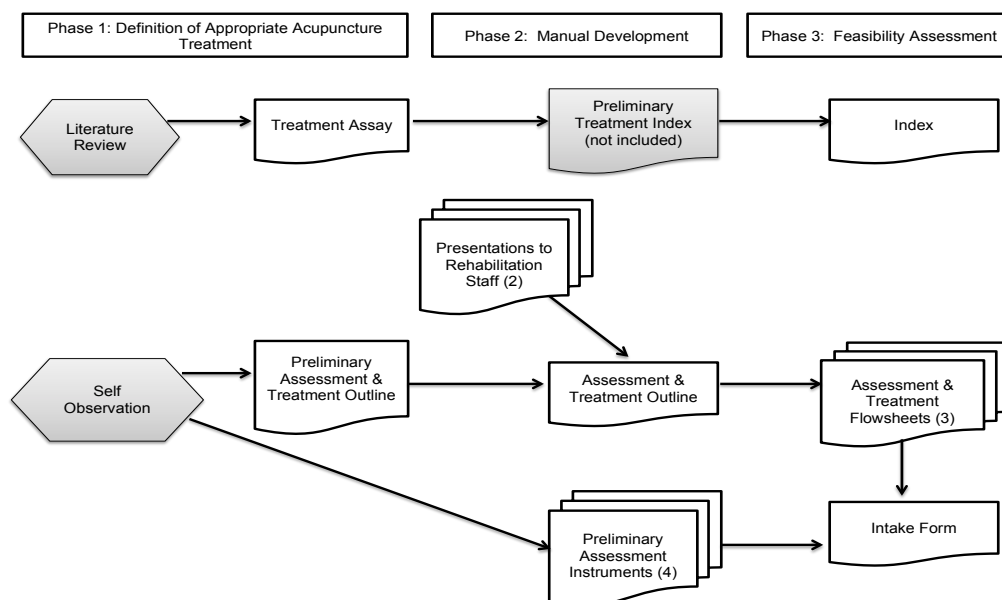 Phase 1: Definition of Appropriate Acupuncture
Treatment
Phase 2:  Manual Development
Phase 3:  Feasibility Assessment
Literature
Review
Treatment Assay
Preliminary
Treatment Index
(not included)
Index
Presentations to
Rehabilitation
Staff (2)
Self
Observation
Preliminary
Assessment &
Treatment Outline
Assessment &
Treatment Outline
Assessment &
Treatment
Flowsheets (3)
Preliminary
Assessment
Instruments (4)
Intake Form